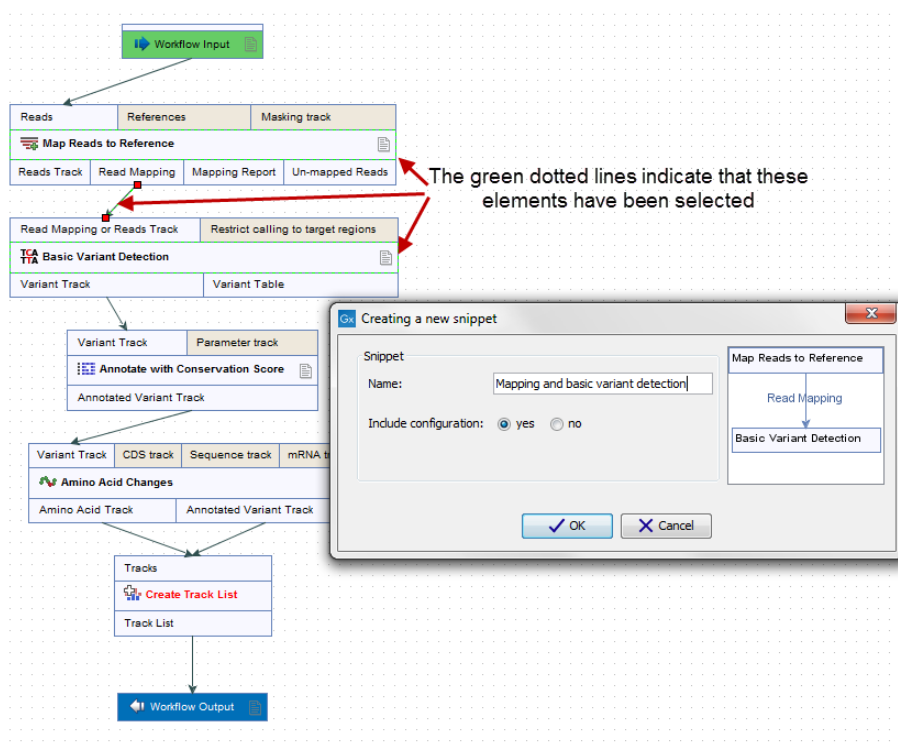 Workflow Input
Reads References Masking track
Map Reads to Reference
Reads Track Read Mapping Mapping Report Un-mapped Reads
The green dotted lines indicate that these
elements have been selected
Read Mapping or Reads Track Restrict calling to target regions
TCA
TTA
Basic Variant Detection
Variant Track Variant Table
Variant Track Parameter track
Annotate with Conservation Score
Annotated Variant Track
Variant Track CDS track Sequence track mRNA
Amino Acid Changes
Amino Acid Track Annotated Variant Track
Tracks
Create Track List
Track List
Workflow Output
Gx Creating a new snippet
X
Snippet
Name: Mapping and basic variant detection
Include configuration: yes no
Map Reads to Reference
Read Mapping
Basic Variant Detection
OK Cancel